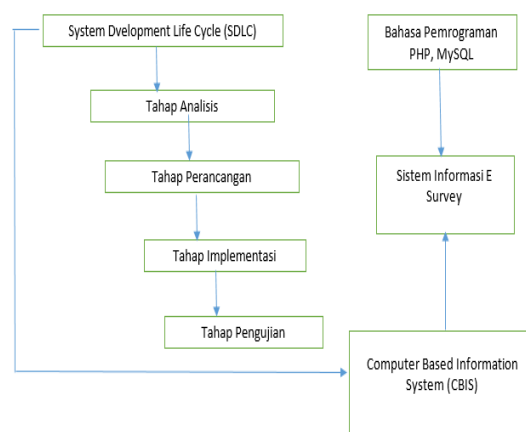 System Dvelopment Life Cycle (SDLC)
Tahap Analisis
Tahap Perancangan
Tahap Implementasi
Tahap Pengujian
Bahasa Pemrograman
PHP, MySQL
Sistem Informasi E
Survey
Computer Based Information
System (CBIS)